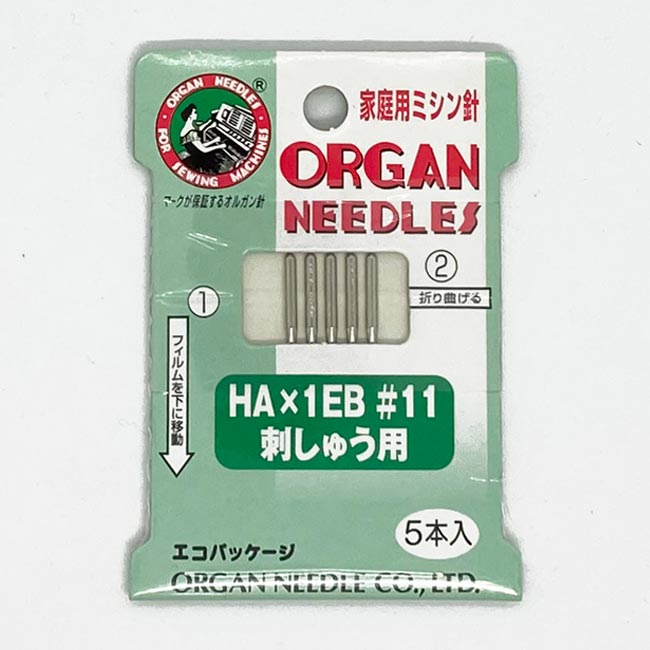 ORGAN NEEDLES
FOR SEWING MACHINES
®
マークが保証するオルガン針
家庭用ミシン針
ORGAN
NEEDLES
①
フィルムを下に移動
②
折り曲げる
HA×1EB #11
刺しゅう用
5本入
エコパッケージ
ORGAN NEEDLE CO., LTD.